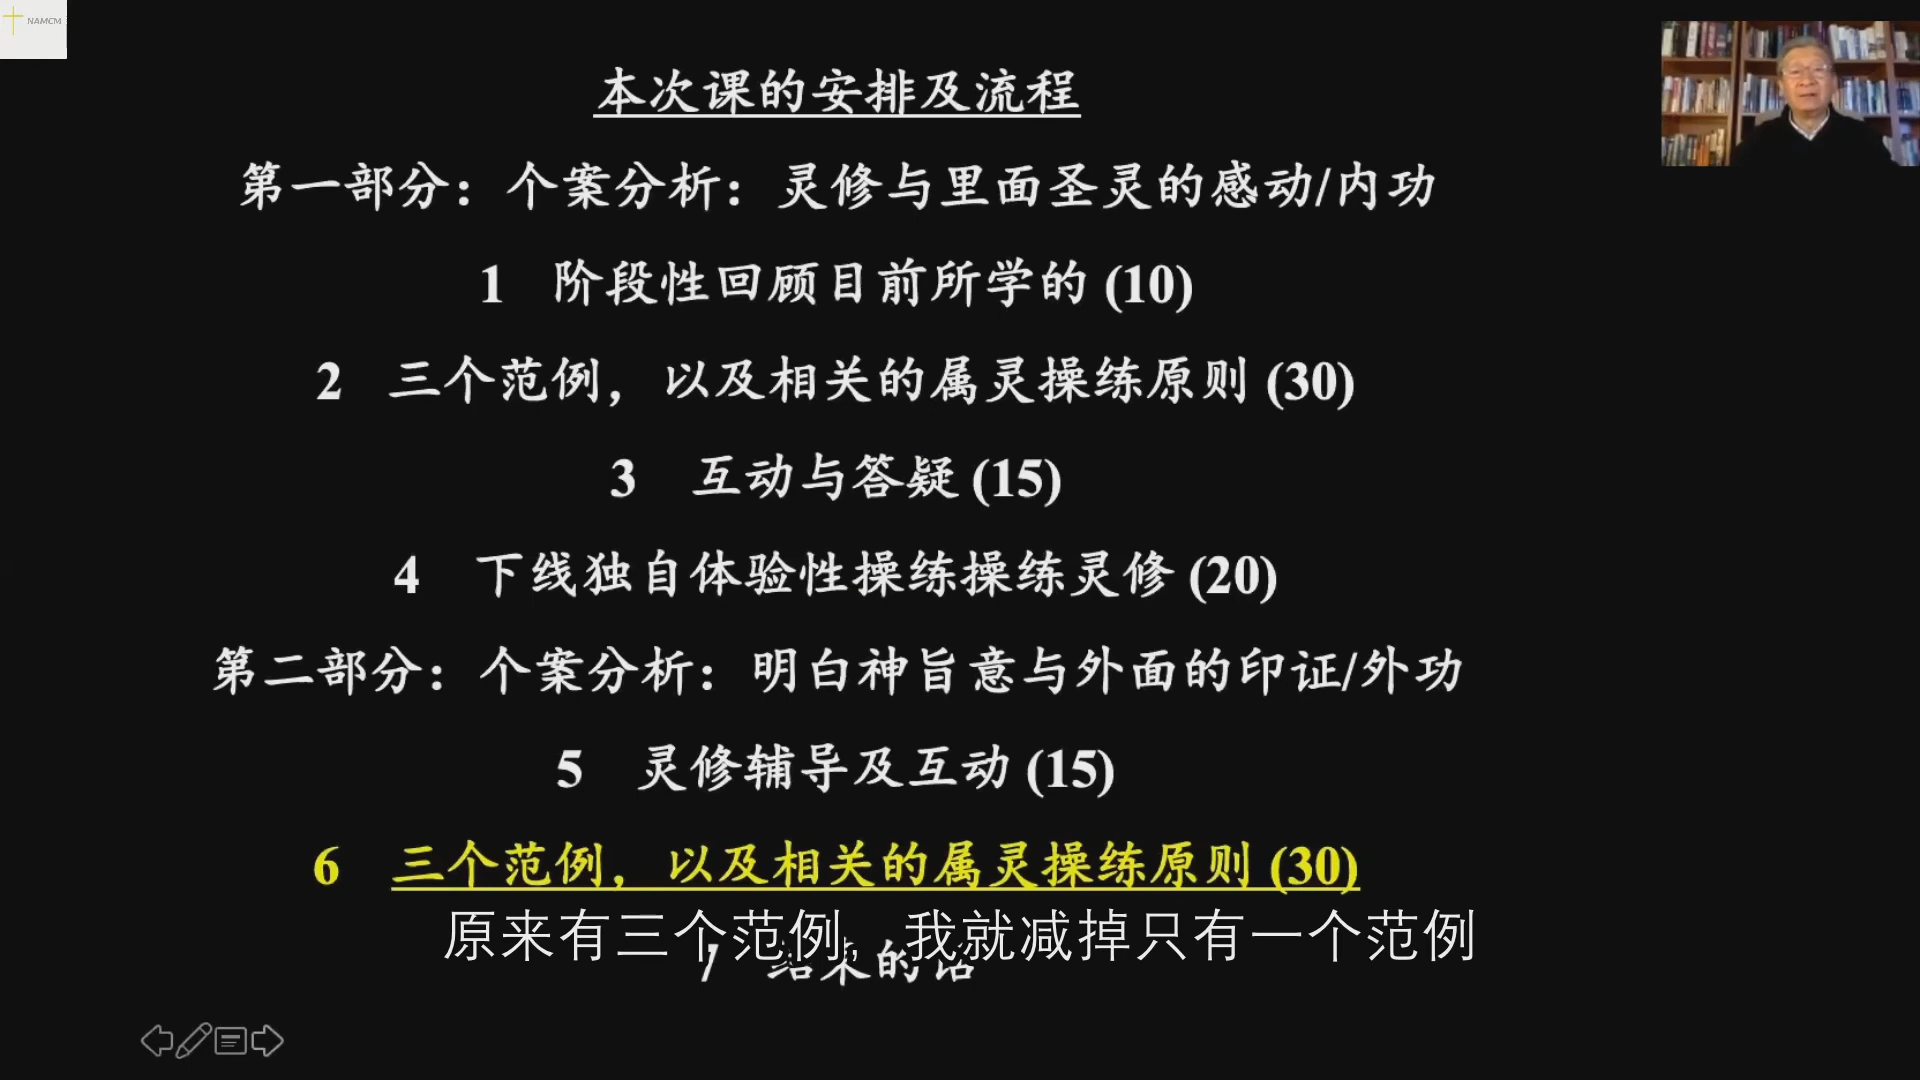 NAMCM
本次课的安排及流程
第一部分：个案分析：灵修与里面圣灵的感动/内功
1 阶段性回顾目前所学的 (10)
2 三个范例，以及相关的属灵操练原则 (30)
3 互动与答疑 (15)
4 下线独自体验性操练操练灵修 (20)
第二部分：个案分析：明白神旨意与外面的印证/外功
5 灵修辅导及互动 (15)
6 三个范例，以及相关的属灵操练原则 (30)
原来有三个范例，我就减掉只有一个范例
7 结束的话